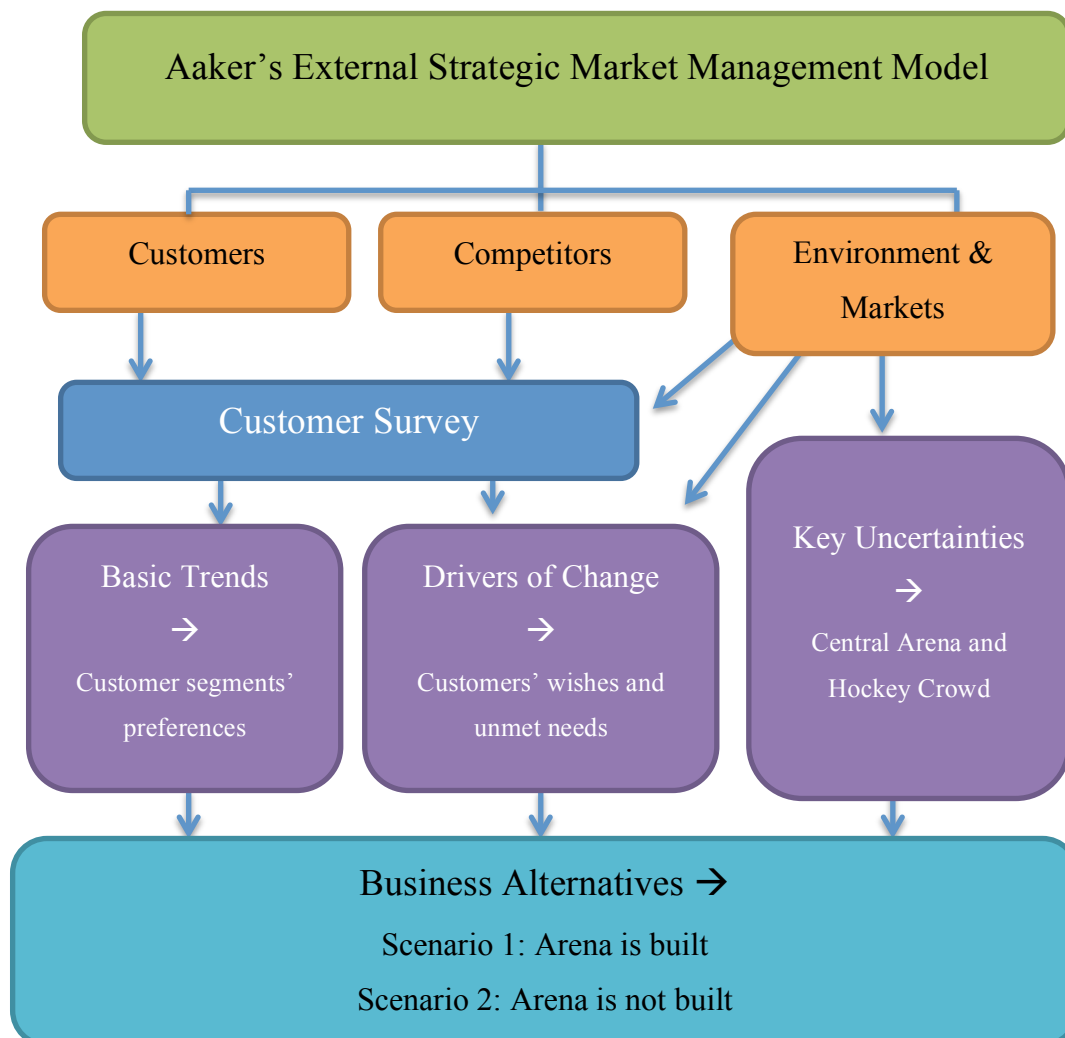 Aaker’s External Strategic Market Management Model
Customers
Competitors
Environment &
Markets
Customer Survey
Basic Trends
→
Customer segments’
preferences
Drivers of Change
→
Customers’ wishes and
unmet needs
Key Uncertainties
→
Central Arena and
Hockey Crowd
Business Alternatives →
Scenario 1: Arena is built
Scenario 2: Arena is not built